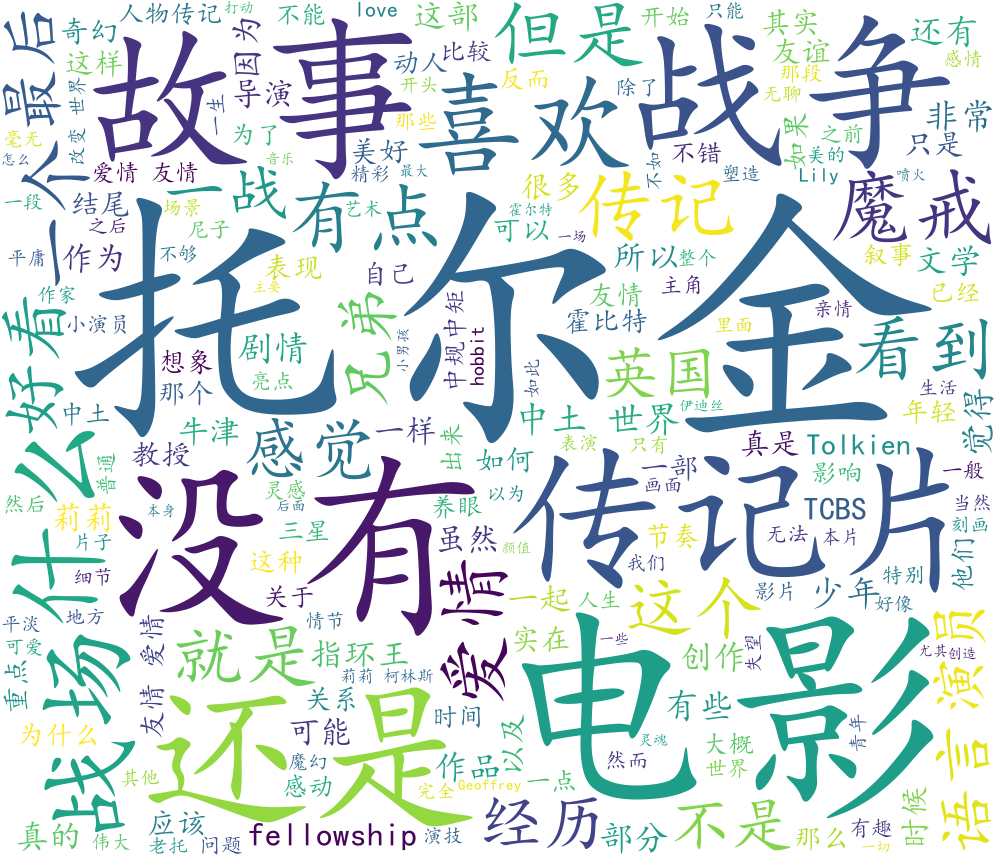 人物传记
打动
不能
love
这部
开始
只能
奇幻
这样
世界
故事
因为
导演
动人
开头
比较
反而
但是
除了
其实
友谊
那段
无聊
还有
感情
最后
一个
毫无
怎么
改变
一生
为了
那些
喜欢
战争
如果
之前
美的
非常
只是
爱情 友情
音乐
美好
精彩
最大
不错
不如
塑造
Lily
喷火
一段
结尾
之后
一战
场景
有点
艺术
霍尔特
很多
传记
魔戒
平庸
作为
尼子
不够
可以
一场
所以
整个
叙事
文学
作家
小演员
表现
主要
自己
兄弟
中规中矩
hobbit
友情
霍比特
主角
亲情
已经
好看
托尔金
看到
想象
剧情
小男孩
如此
英国
里面
那个
亮点
生活
中土
牛津
中土 世界
伊迪丝
年轻
觉得
什么
教授
感觉
一样
出来
如何
表演
只有
真是
Tolkien
普通
然后
灵感
后面
养眼
以为
一部
画面
影响
一般
莉莉
本身
没有
三星
传记片
TCBS
当然
刻画
片子
虽然
颜值
节奏
无法
本片
他们
细节
这种
我们
特别
地方
关于
爱情
一起
人生
这个
影片
少年
好像
平淡
可爱
情节
实在
一些
失望
创作
尤其
创造
演员
重点
友情 爱情
就是
指环王
莉莉 柯林斯
电影
有些
战场
为什么
还是
关系
可能
时间
以及
灵魂
大概
青年
世界
然而
语言
其他
魔幻
感动
作品
完全
Geoffrey
一点
真的
伟大
应该
老托
问题
fellowship
演技
经历
部分
不是
那么
有趣
一切
时候